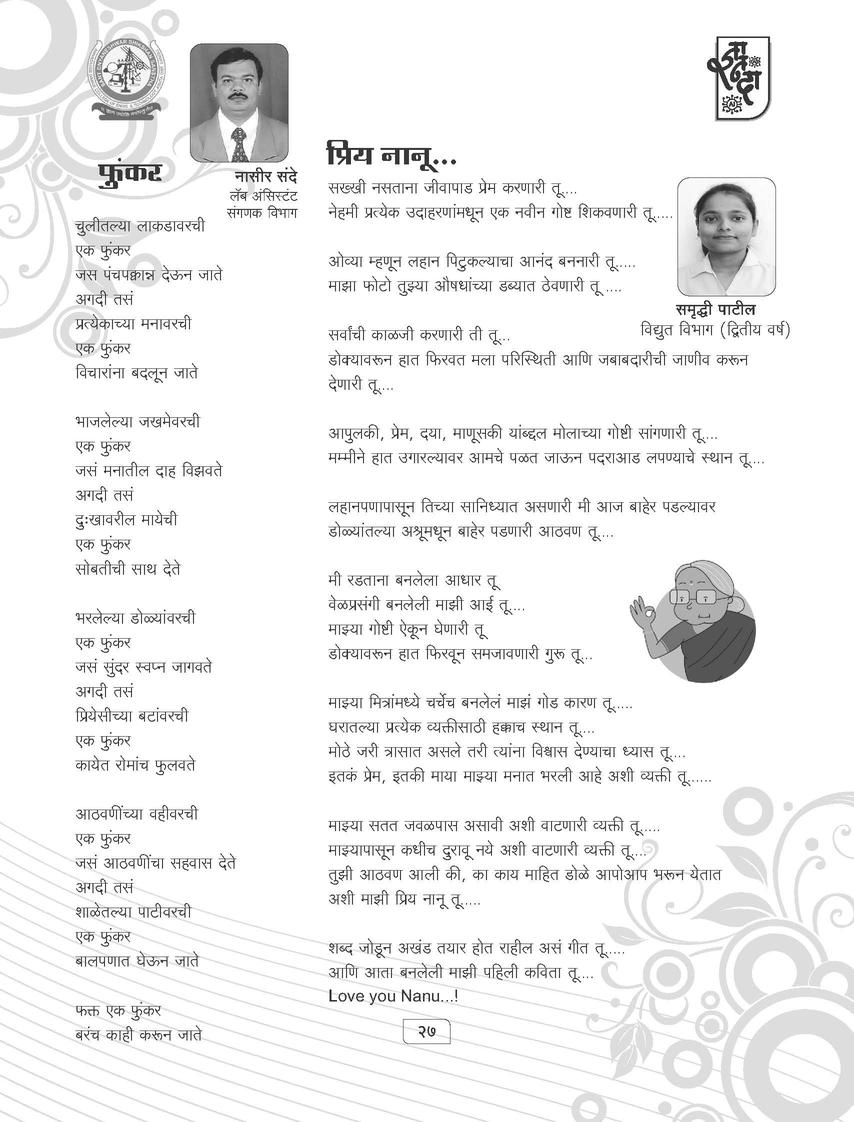 फुंकर
नासीर संदे
लॅब अंसिस्टंट
संगणक विभाग
चुलीतल्या लाकडावरची
एक फुंकर
जस पंचपक्वान्न देऊन जाते
अगदी तसं
प्रत्येकाच्या मनावरची
एक फुंकर
विचारांना बदलून जाते
भाजलेल्या जखमेवरची
एक फुंकर
जसं मनातील दाह विझवते
अगदी तसं
दुःखावरील मायेची
एक फुंकर
सोबतीची साथ देते
भरलेल्या डोळ्यांवरची
एक फुंकर
जसं सुंदर स्वप्न जागवते
अगदी तसं
प्रियेसीच्या बटांवरची
एक फुंकर
कायेत रोमांच फुलवते
आठवणींच्या वहीवरची
एक फुंकर
जसं आठवणींचा सहवास देते
अगदी तसं
शाळेतल्या पाटीवरची
एक फुंकर
बालपणात घेऊन जाते
फक्त एक फुंकर
बरंच काही करून जाते
प्रिय नानू...
सख्खी नसताना जीवापाड प्रेम करणारी तू....
नेहमी प्रत्येक उदाहरणांमधून एक नवीन गोष्ट शिकवणारी तू.....
ओव्या म्हणून लहान पिटुकल्याचा आनंद बननारी तू.....
माझा फोटो तुझ्या औषधांच्या डब्यात ठेवणारी तू ....
समृद्धी पाटील
विद्युत विभाग (द्वितीय वर्ष)
सर्वांची काळजी करणारी ती तू...
डोक्यावरून हात फिरवत मला परिस्थिती आणि जबाबदारीची जाणीव करून
देणारी तू....
आपुलकी, प्रेम, दया, माणूसकी यांब्द्दल मोलाच्या गोष्टी सांगणारी तू....
मम्मीने हात उगारल्यावर आमचे पळत जाऊन पदराआड लपण्याचे स्थान तू....
लहानपणापासून तिच्या सानिध्यात असणारी मी आज बाहेर पडल्यावर
डोळ्यांतल्या अश्रूमधून बाहेर पडणारी आठवण तू....
मी रडताना बनलेला आधार तू
वेळप्रसंगी बनलेली माझी आई तू....
माझ्या गोष्टी ऐकून घेणारी तू
डोक्यावरून हात फिरवून समजावणारी गुरू तू...
माझ्या मित्रांमध्ये चर्चेच बनलेलं माझं गोड कारण तू.....
घरातल्या प्रत्येक व्यक्तीसाठी हक्काच स्थान तू....
मोठे जरी त्रासात असले तरी त्यांना विश्वास देण्याचा ध्यास तू....
इतकं प्रेम, इतकी माया माझ्या मनात भरली आहे अशी व्यक्ती तू......
माझ्या सतत जवळपास असावी अशी वाटणारी व्यक्ती तू.....
माझ्यापासून कधीच दुरावू नये अशी वाटणारी व्यक्ती तू....
तुझी आठवण आली की, का काय माहित डोळे आपोआप भरून येतात
अशी माझी प्रिय नानू तू....
शब्द जोडून अखंड तयार होत राहील असं गीत तू.....
आणि आता बनलेली माझी पहिली कविता तू....
Love you Nanu...!
२७